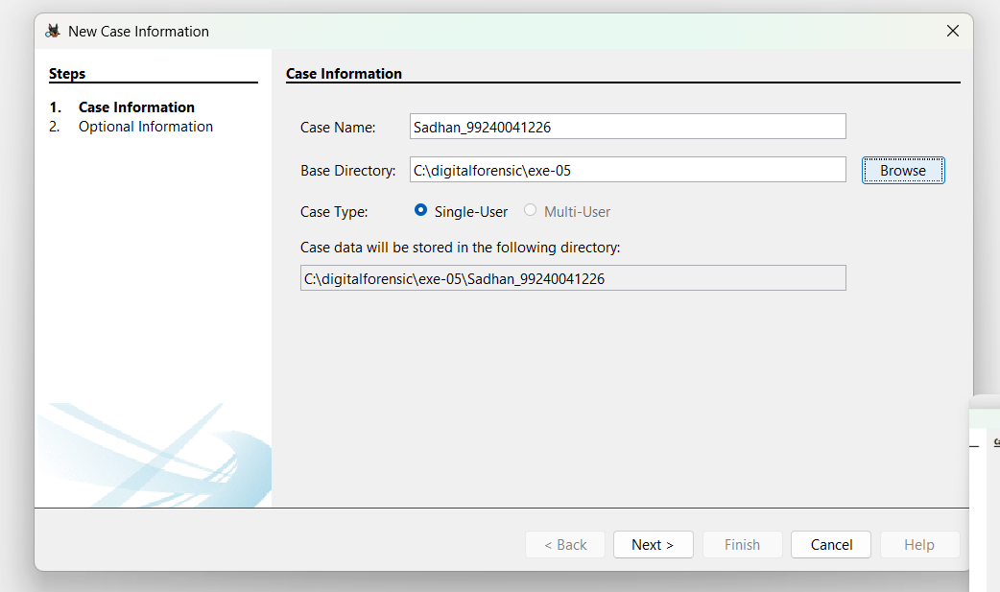 New Case Information
Steps
1. Case Information
2. Optional Information
Case Information
Case Name: Sadhan_99240041226
Base Directory: C:\digitalforensic\exe-05 Browse
Case Type: Single-User Multi-User
Case data will be stored in the following directory:
C:\digitalforensic\exe-05\Sadhan_99240041226
< Back Next > Finish Cancel Help